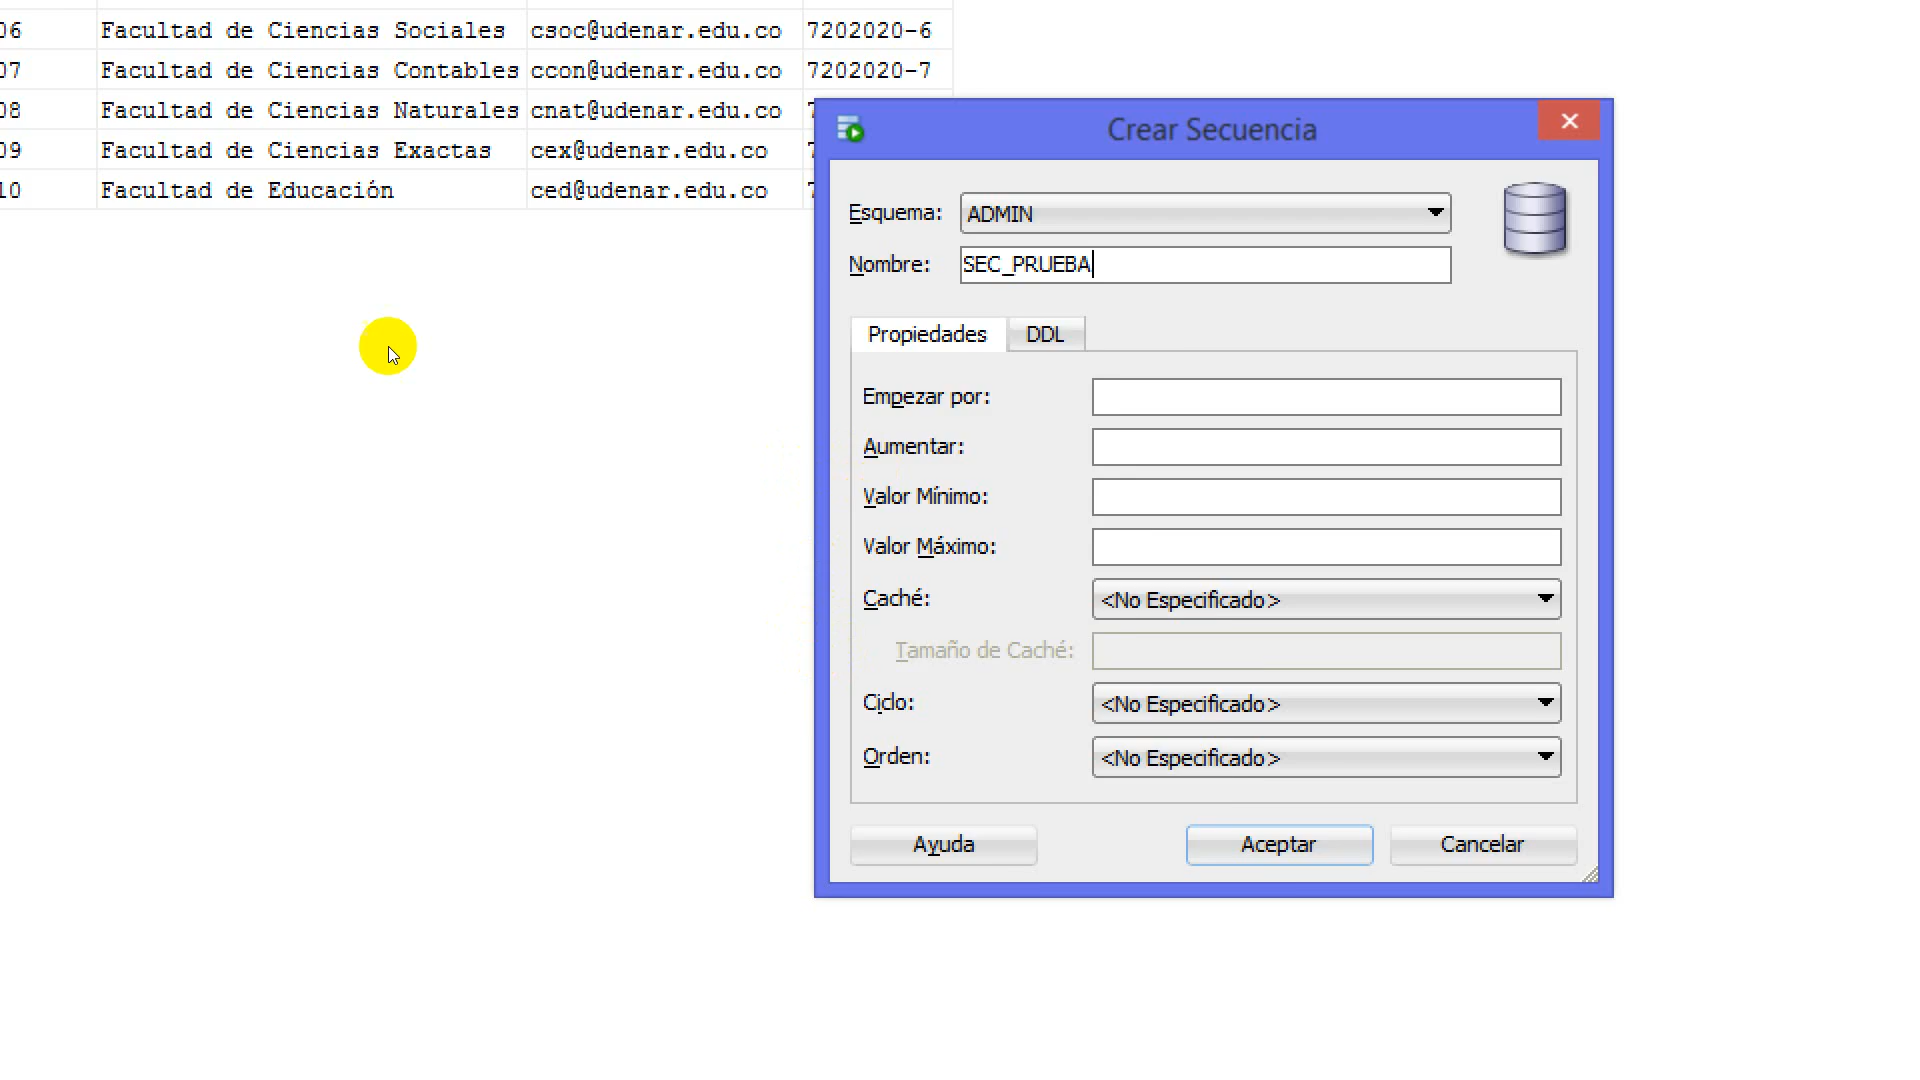 06 Facultad de Ciencias Sociales csoc@udenar.edu.co 7202020-6
07 Facultad de Ciencias Contables ccon@udenar.edu.co 7202020-7
08 Facultad de Ciencias Naturales cnat@udenar.edu.co 7
09 Facultad de Ciencias Exactas cex@udenar.edu.co 7
10 Facultad de Educación ced@udenar.edu.co 7
Crear Secuencia
Esquema: ADMIN
Nombre: SEC_PRUEBA
Propiedades DDL
Empezar por:
Aumentar:
Valor Mínimo:
Valor Máximo:
Caché: <No Especificado>
Tamaño de Caché:
Ciclo: <No Especificado>
Orden: <No Especificado>
Ayuda Aceptar Cancelar